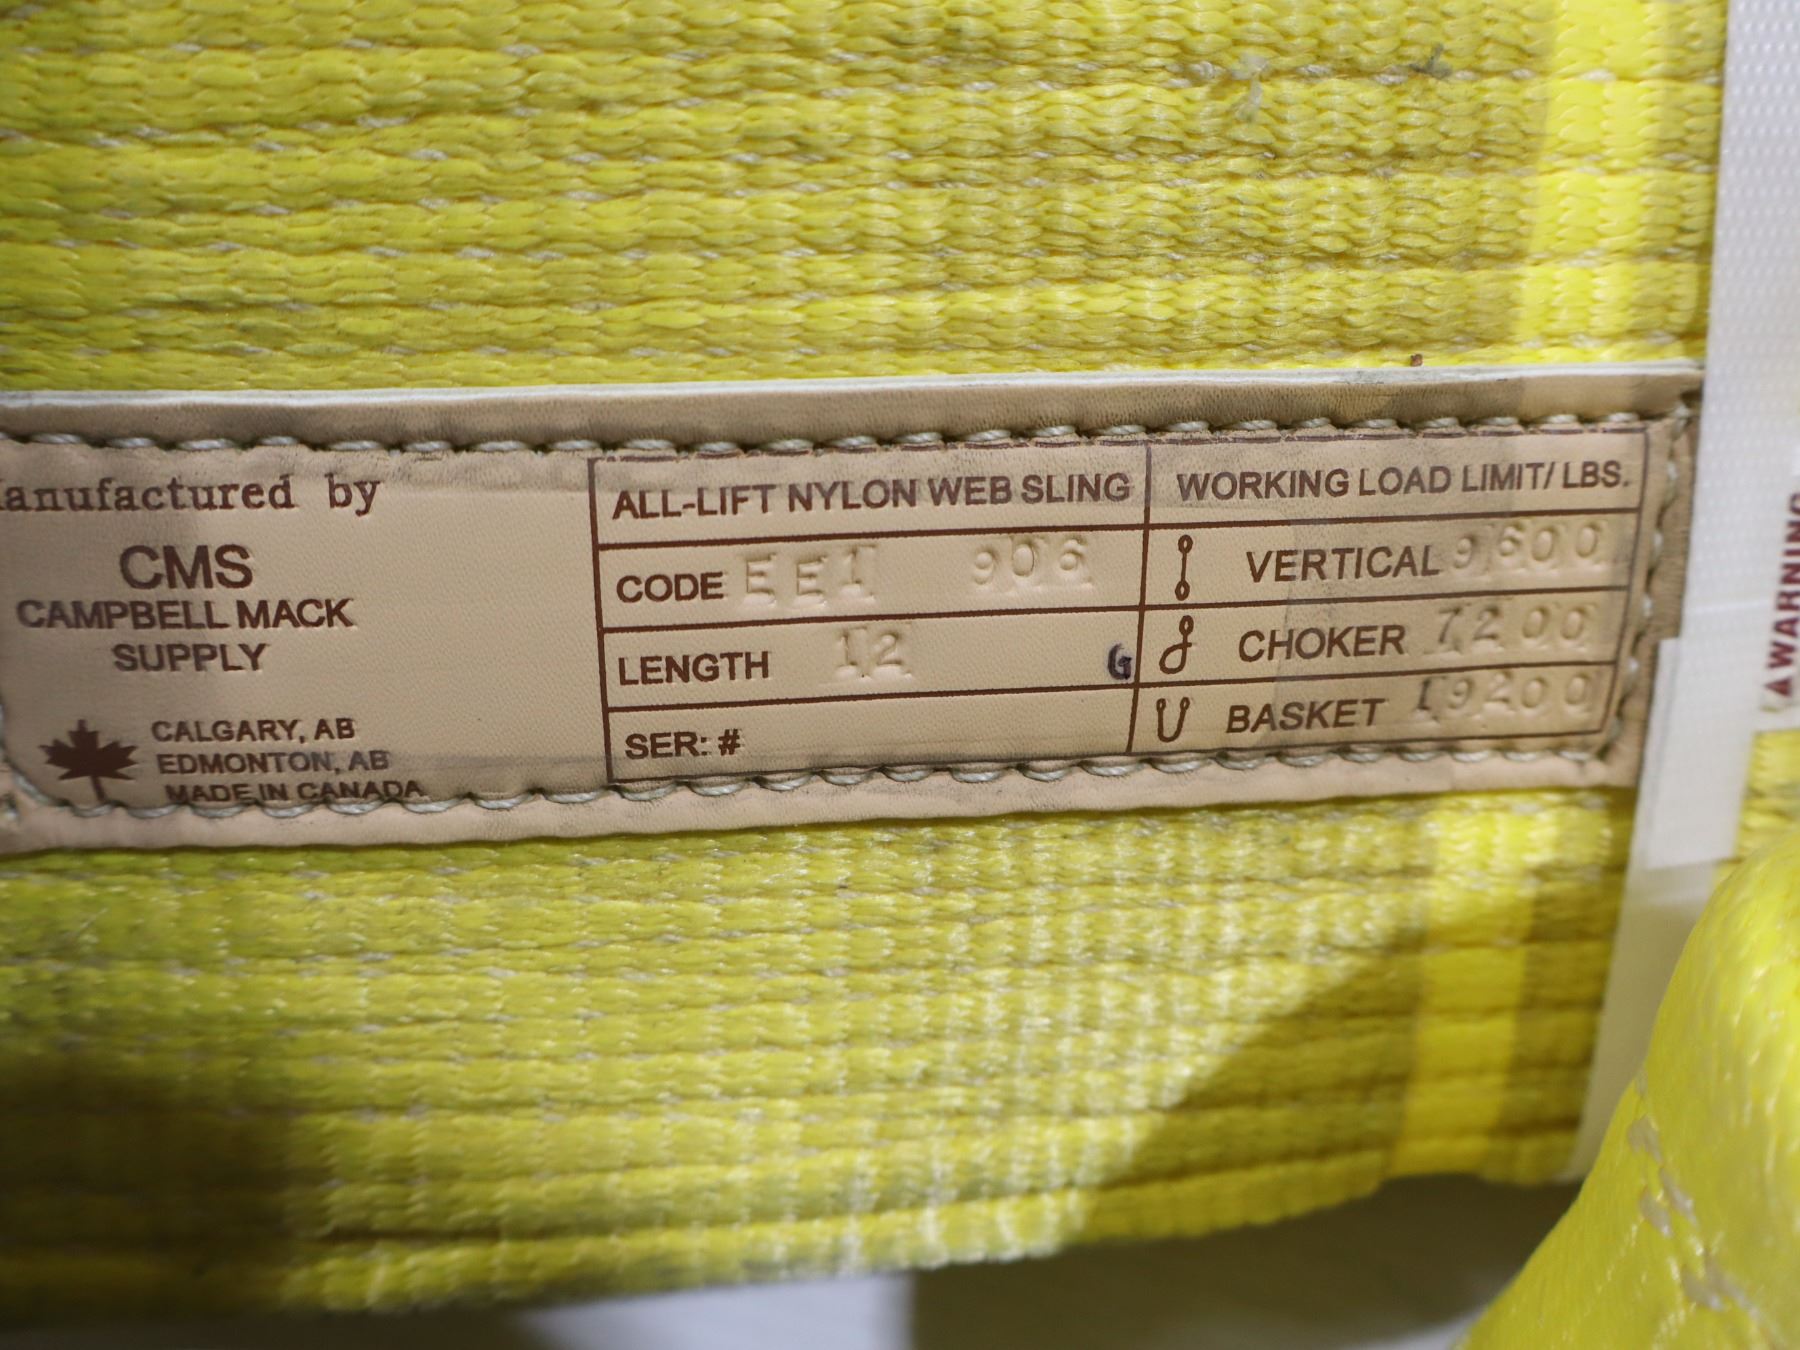 anufactured by
CMS
CAMPBELL MACK
SUPPLY
CALGARY, AB
EDMONTON, AB
MADE IN CANADA
ALL-LIFT NYLON WEB SLING
CODE EE1 906
LENGTH 12
G
SER: #
WORKING LOAD LIMIT/ LBS.
VERTICAL 9600
CHOKER 7200
BASKET 19200
WARNING